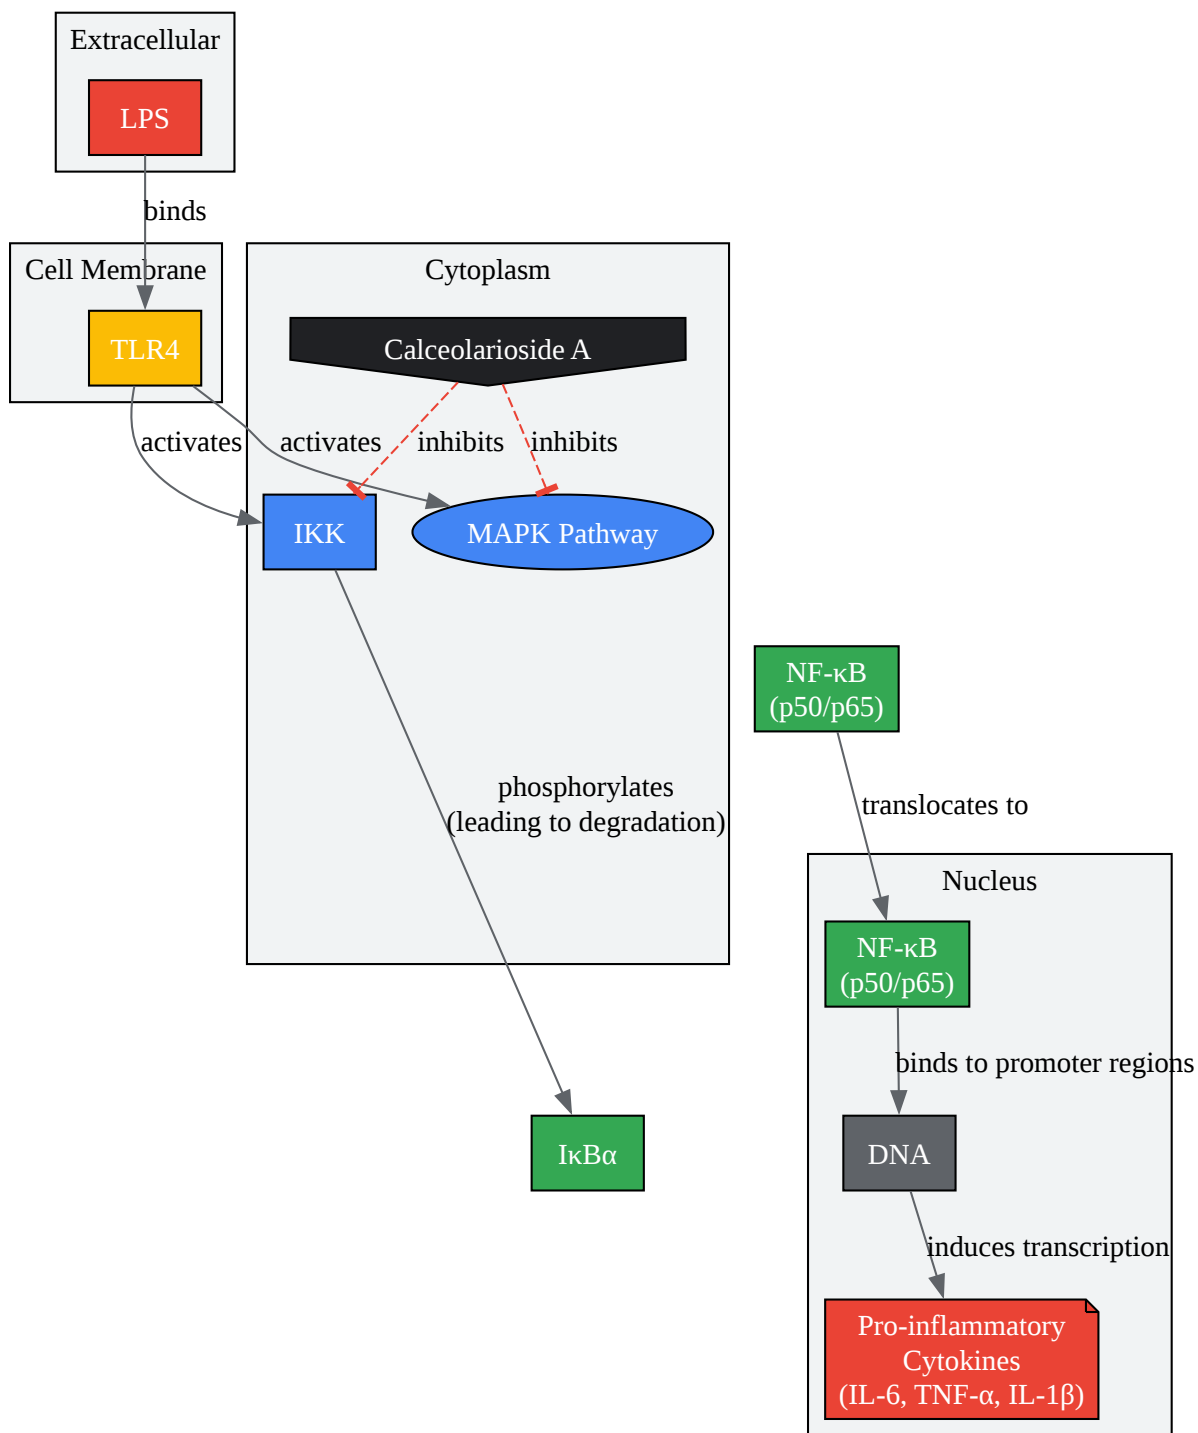 Extracellular
LPS
binds
Cell Membrane
TLR4
Cytoplasm
Calceolarioside A
activates
activates
inhibits
inhibits
IKK
MAPK Pathway
NF-κB
(p50/p65)
phosphorylates
(leading to degradation)
translocates to
Nucleus
NF-κB
(p50/p65)
binds to promoter regions
IκBα
DNA
induces transcription
Pro-inflammatory
Cytokines
(IL-6, TNF-α, IL-1β)